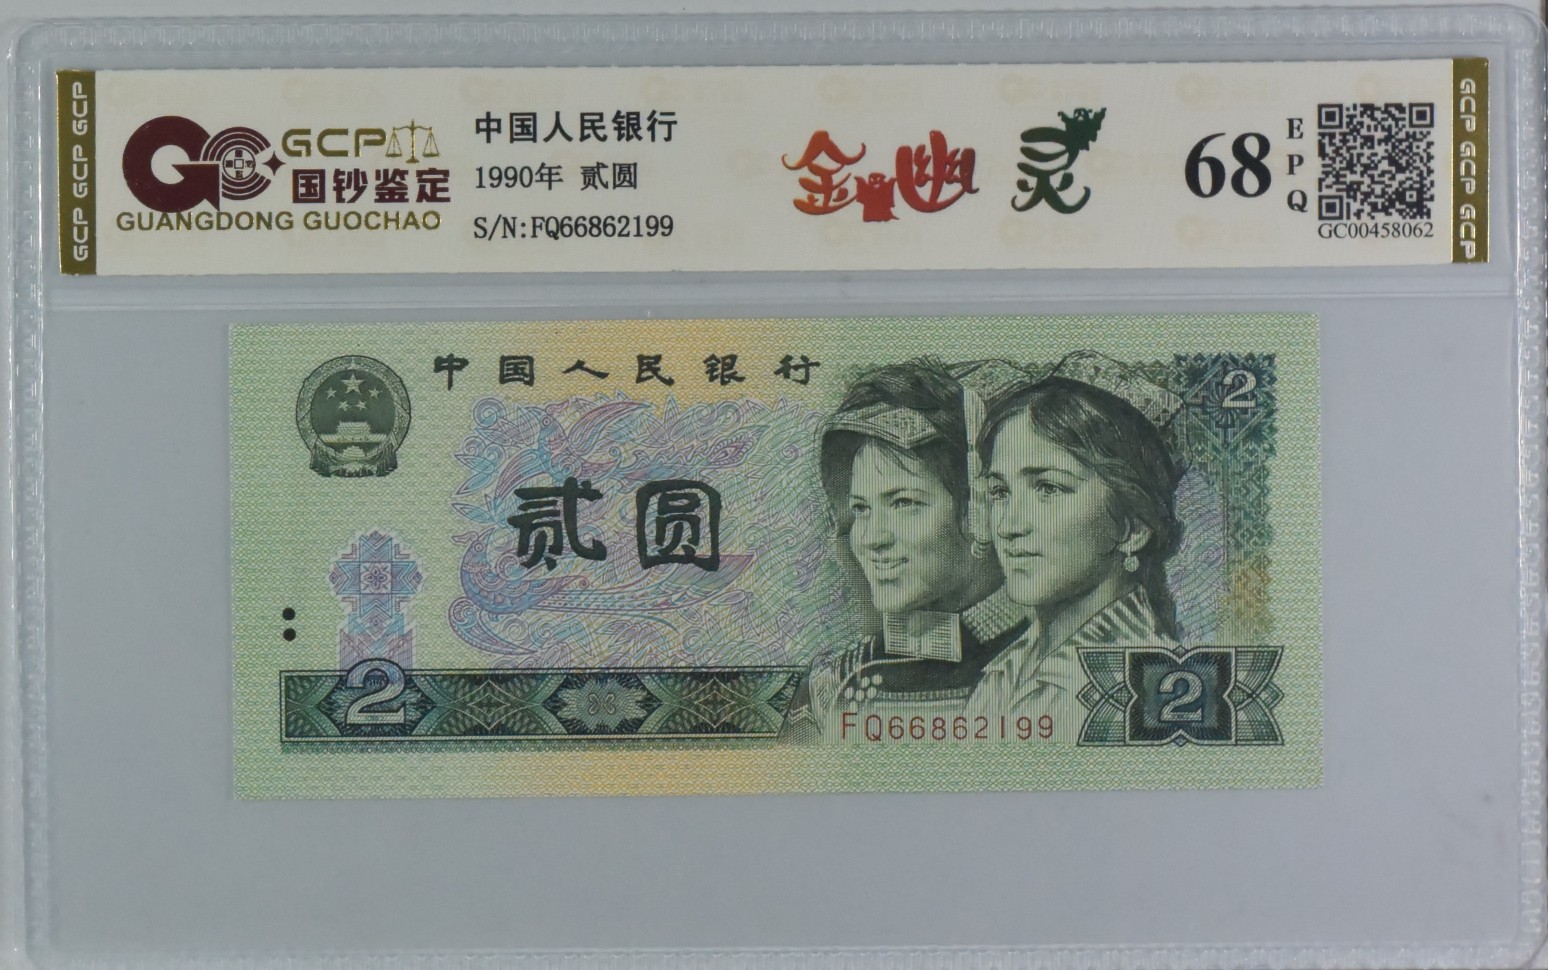 GCP GCP GCP
GCP
国钞鉴定
GUANGDONG GUOCHAO
中国人民银行
1990年 贰圆
S/N:FQ66862199
金幽灵
68
EPQ
GC00458062
GCP GCP GCP
中国人民银行
2
贰圆
2
FQ66862199
2